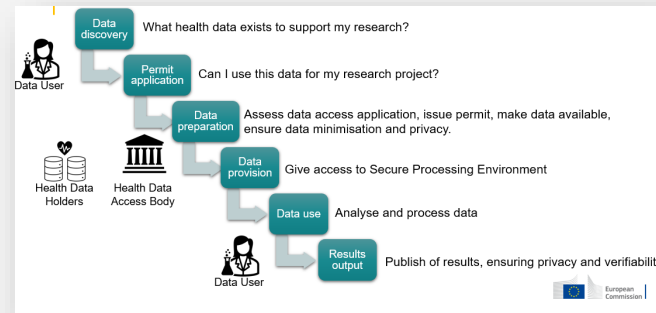 Data
discovery
What health data exists to support my research?
Data User
Permit
application
Can I use this data for my research project?
Data
preparation
Assess data access application, issue permit, make data available,
ensure data minimisation and privacy.
Health Data
Holders
Health Data
Access Body
Data
provision
Give access to Secure Processing Environment
Data use
Analyse and process data
Data User
Results
output
Publish of results, ensuring privacy and verifiabilit
European
Commission